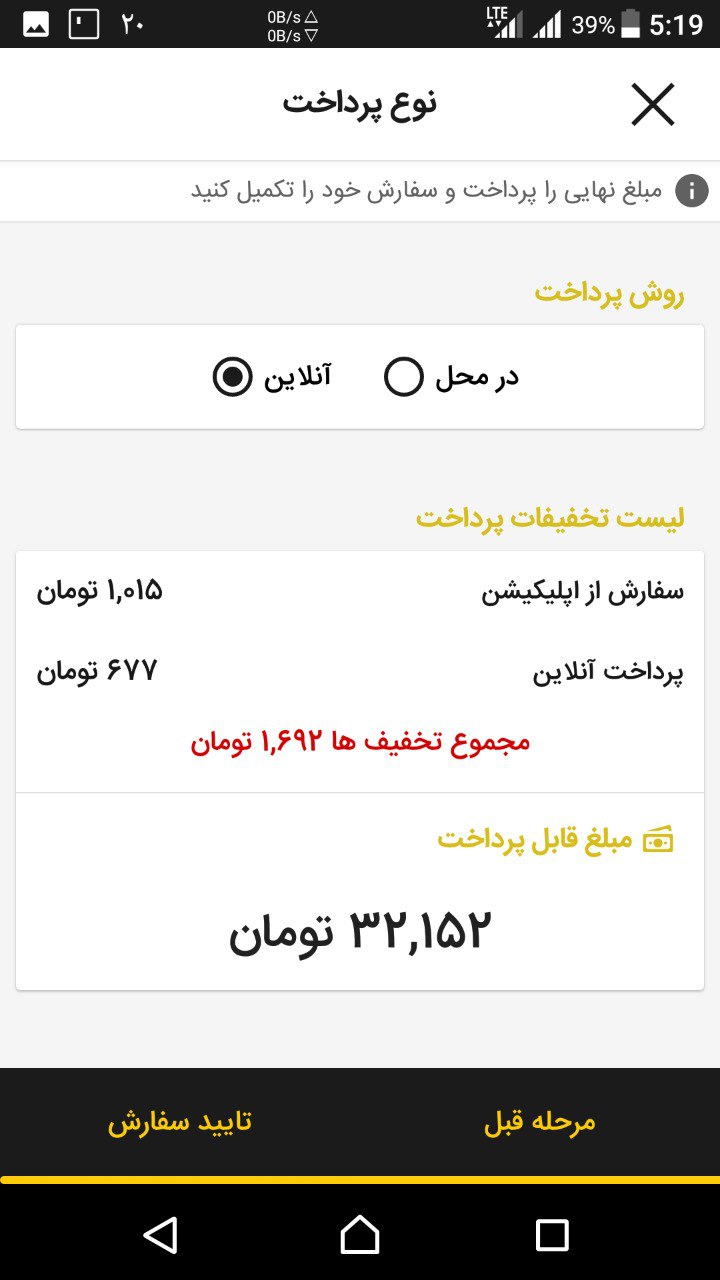 ۲۰ 0B/s △ LTE 39% 5:19
0B/s ▽
نوع پرداخت
مبلغ نهایی را پرداخت و سفارش خود را تکمیل کنید
روش پرداخت
در محل آنلاین
لیست تخفیفات پرداخت
سفارش از اپلیکیشن ۱,۰۱۵ تومان
پرداخت آنلاین ۶۷۷ تومان
مجموع تخفیف ها ۱,۶۹۲ تومان
مبلغ قابل پرداخت
۳۲,۱۵۲ تومان
مرحله قبل تایید سفارش